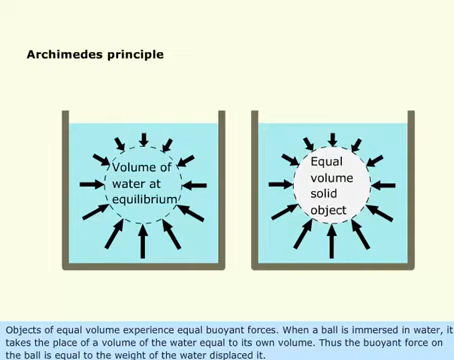 Archimedes principle
Volume of
water at
equilibrium
Equal
volume
solid
object
Objects of equal volume experience equal buoyant forces. When a ball is immersed in water, it
takes the place of a volume of the water equal to its own volume. Thus the buoyant force on
the ball is equal to the weight of the water displaced it.